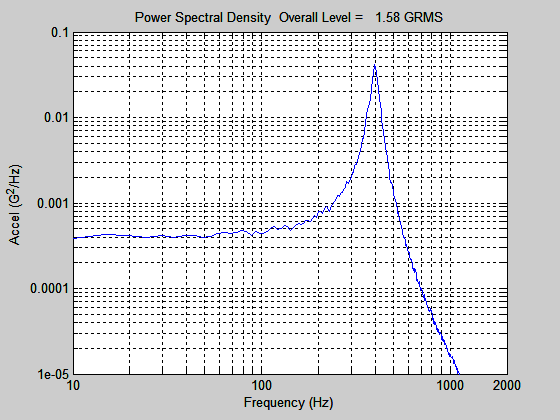 Power Spectral Density Overall Level = 1.58 GRMS
0.1
0.01
0.001
0.0001
1e-05
Accel (G²/Hz)
10 100 1000 2000
Frequency (Hz)